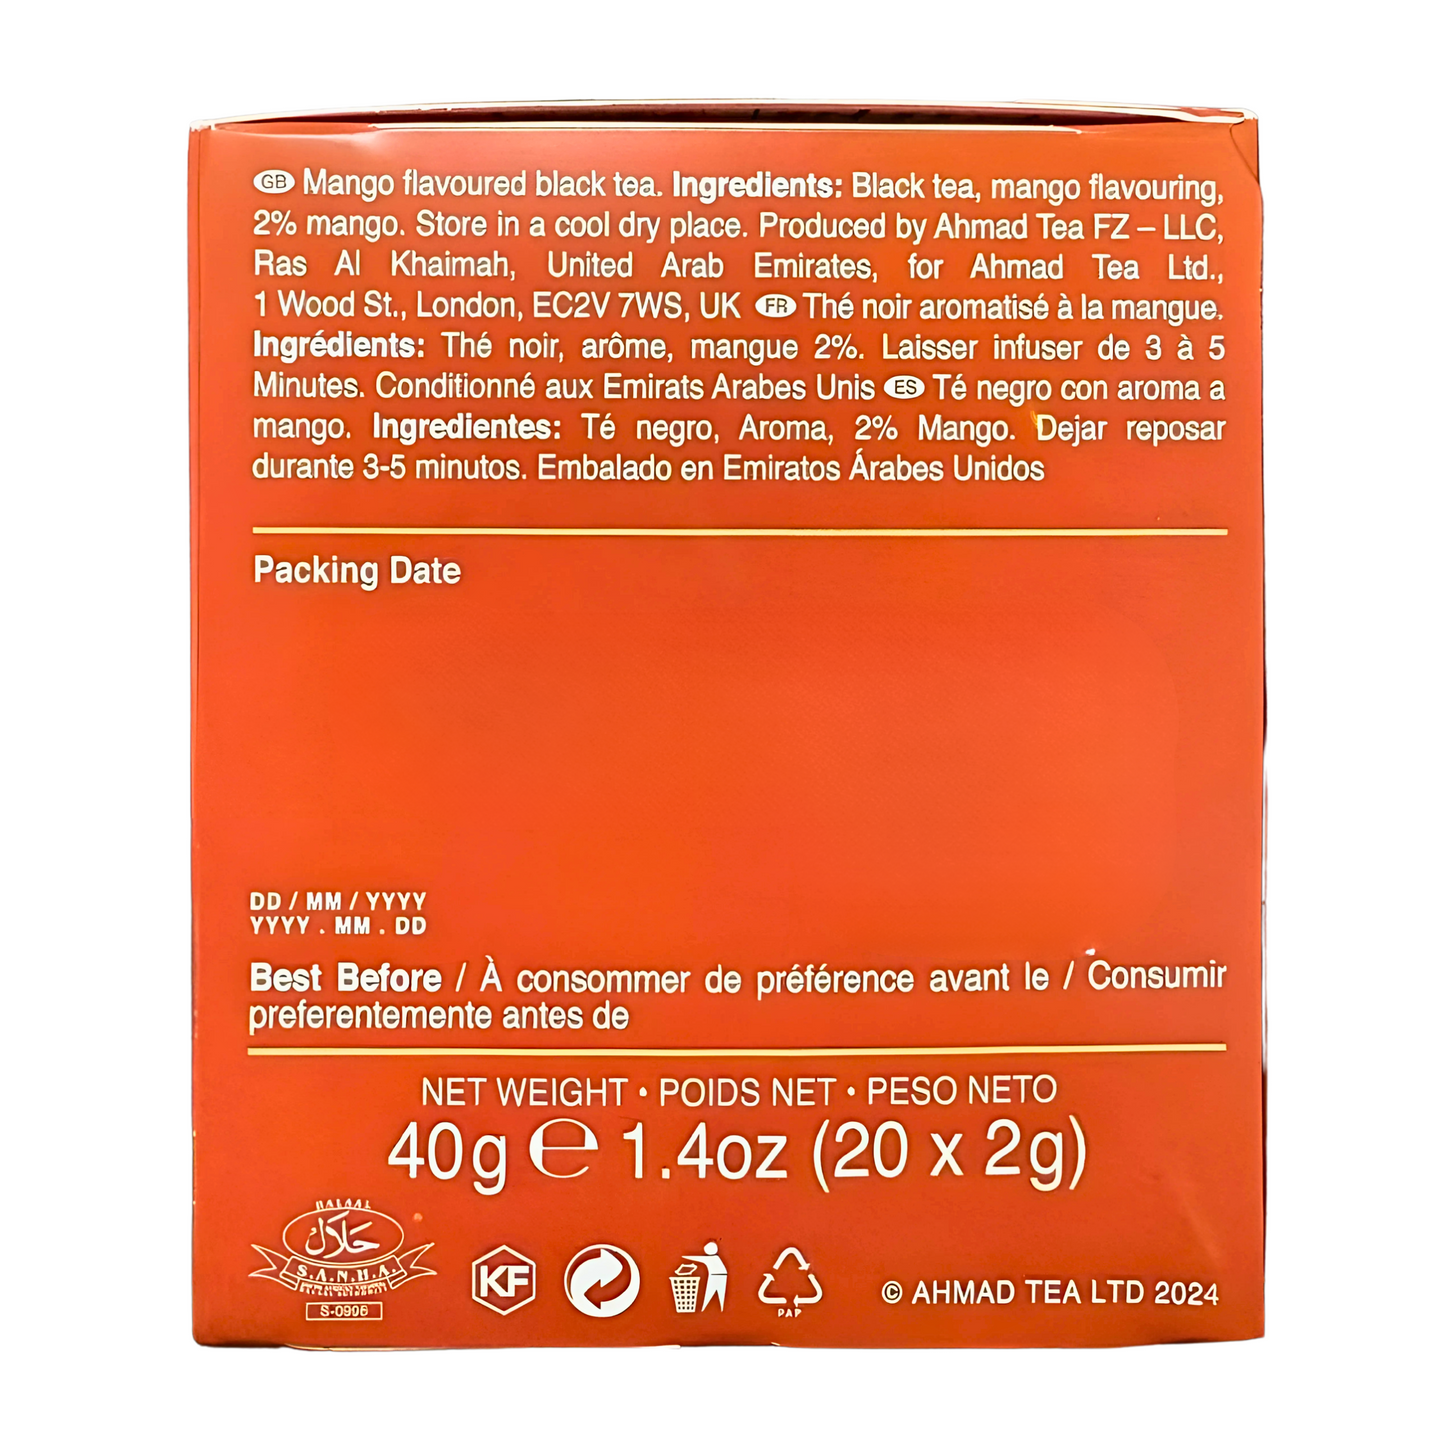 GB Mango flavoured black tea. Ingredients: Black tea, mango flavouring,
2% mango. Store in a cool dry place. Produced by Ahmad Tea FZ – LLC,
Ras Al Khaimah, United Arab Emirates, for Ahmad Tea Ltd.,
1 Wood St., London, EC2V 7WS, UK FR Thé noir aromatisé à la mangue.
Ingrédients: Thé noir, arôme, mangue 2%. Laisser infuser de 3 à 5
Minutes. Conditionné aux Emirats Arabes Unis ES Té negro con aroma a
mango. Ingredientes: Té negro, Aroma, 2% Mango. Dejar reposar
durante 3-5 minutos. Embalado en Emiratos Árabes Unidos
Packing Date
DD / MM / YYYY
YYYY . MM . DD
Best Before / À consommer de préférence avant le / Consumir
preferentemente antes de
NET WEIGHT • POIDS NET • PESO NETO
40g e 1.4oz (20 x 2g)
HALAAL
حلال
S.A.N.H.A.
S-0996
KF
PAP
© AHMAD TEA LTD 2024